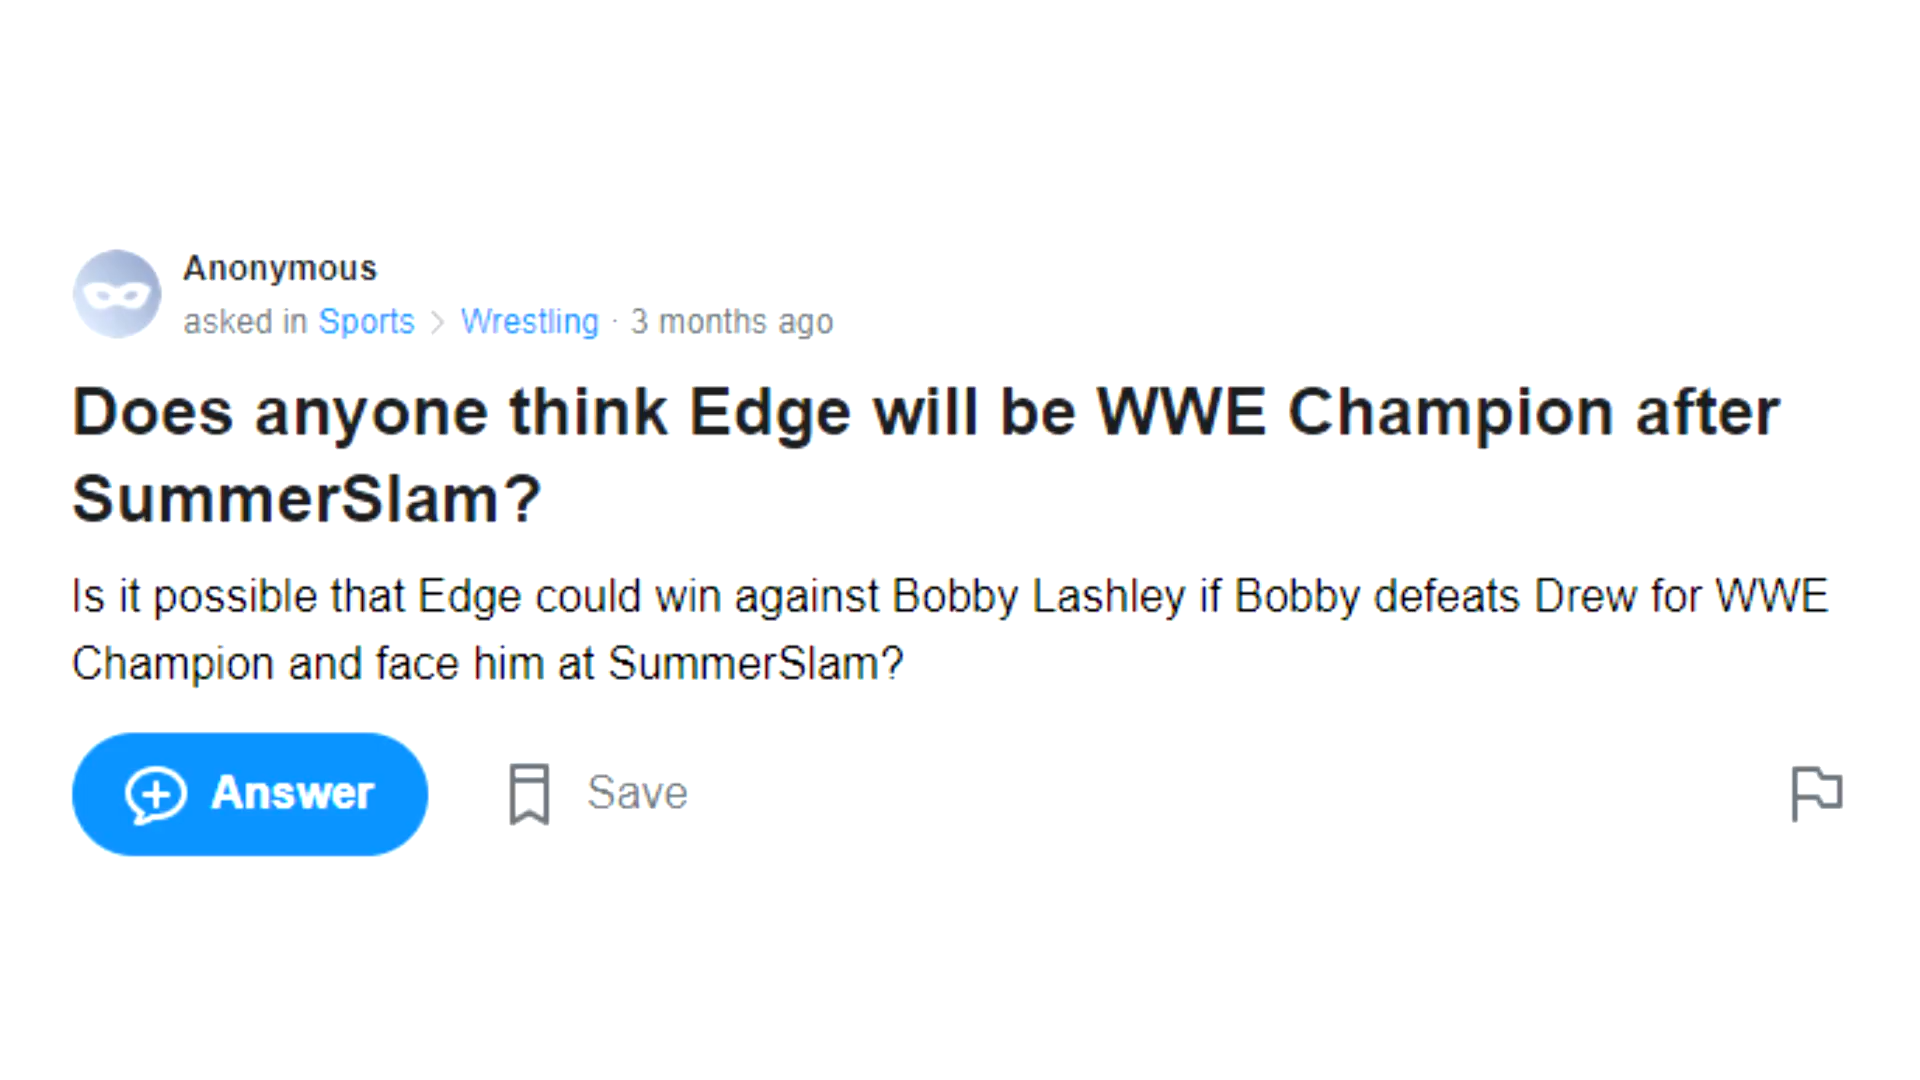 Anonymous
asked in Sports > Wrestling · 3 months ago
Does anyone think Edge will be WWE Champion after
SummerSlam?
Is it possible that Edge could win against Bobby Lashley if Bobby defeats Drew for WWE
Champion and face him at SummerSlam?
Answer Save